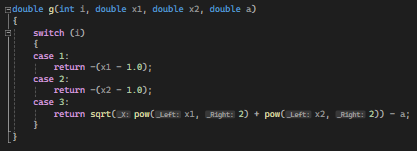 double g(int i, double x1, double x2, double a)
{
switch (i)
{
case 1:
return -(x1 - 1.0);
case 2:
return -(x2 - 1.0);
case 3:
return sqrt(_X: pow(_Left: x1, _Right: 2) + pow(_Left: x2, _Right: 2)) - a;
}
}